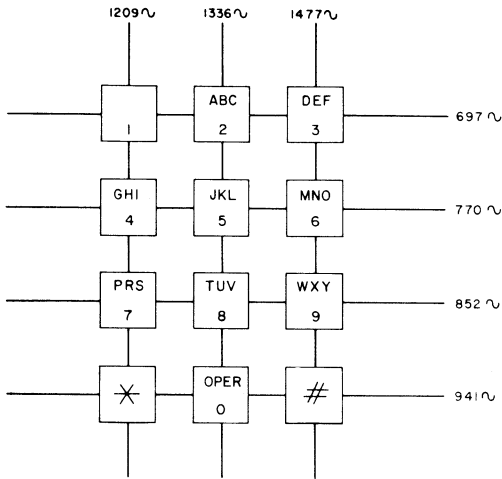 1209∿ 1336∿ 1477∿
ABC DEF
1 2 3 697∿
GHI JKL MNO
4 5 6 770∿
PRS TUV WXY
7 8 9 852∿
* OPER # 941∿
0